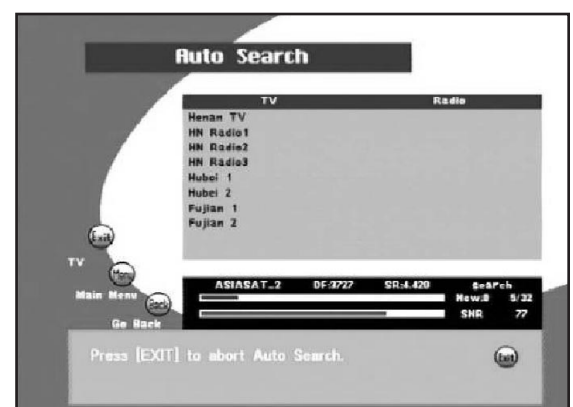 Auto Search
TV Radio
Henan TV
HN Radio1
HN Radio2
HN Radio3
Hubei 1
Hubei 2
Fujian 1
Fujian 2
Exit
TV
Menu
Main Menu
Back
Go Back
ASIASAT_2 DF:3727 SR:4.420 SeaRch
New:8 5/32
SNR 77
Press [EXIT] to abort Auto Search.
Exit